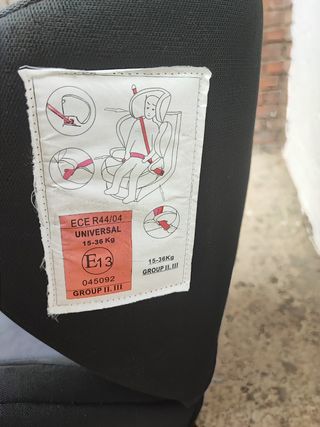 ECE R44/04
UNIVERSAL
15-36 Kg
E13
045092
GROUP II. III
15-36Kg
GROUP II. III